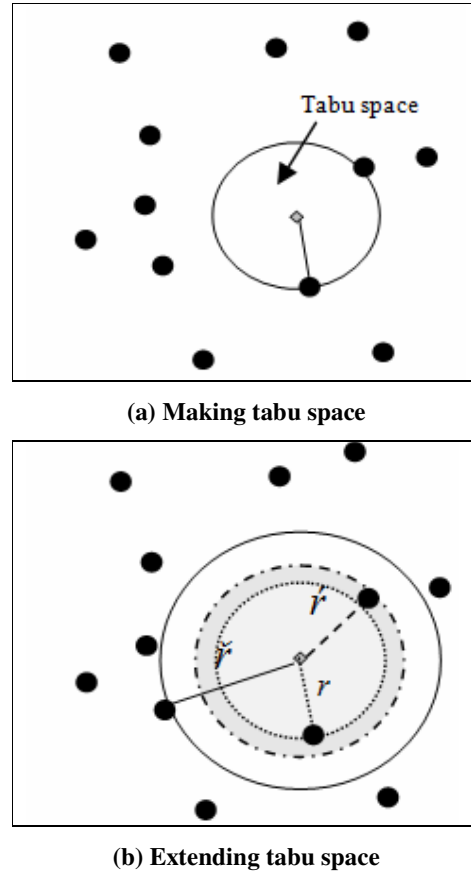 Tabu space
(a) Making tabu space
ŕ
ř
r
(b) Extending tabu space